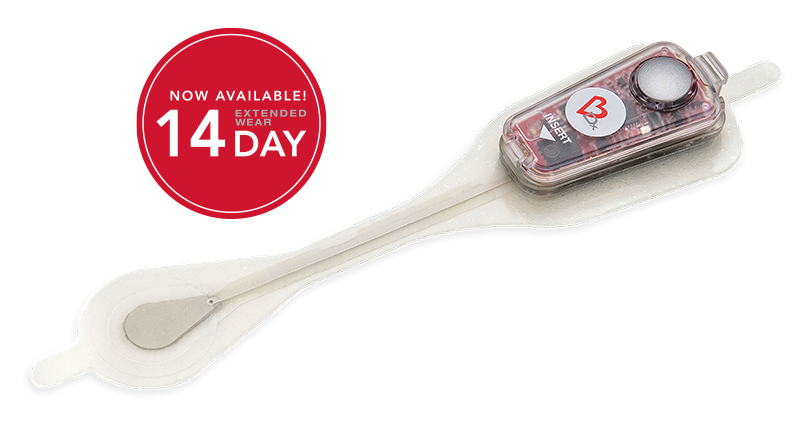 NOW AVAILABLE!
14 EXTENDED WEAR DAY
INSERT